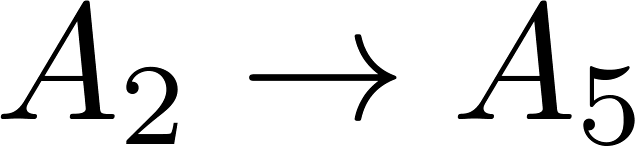 A₂ → A₅